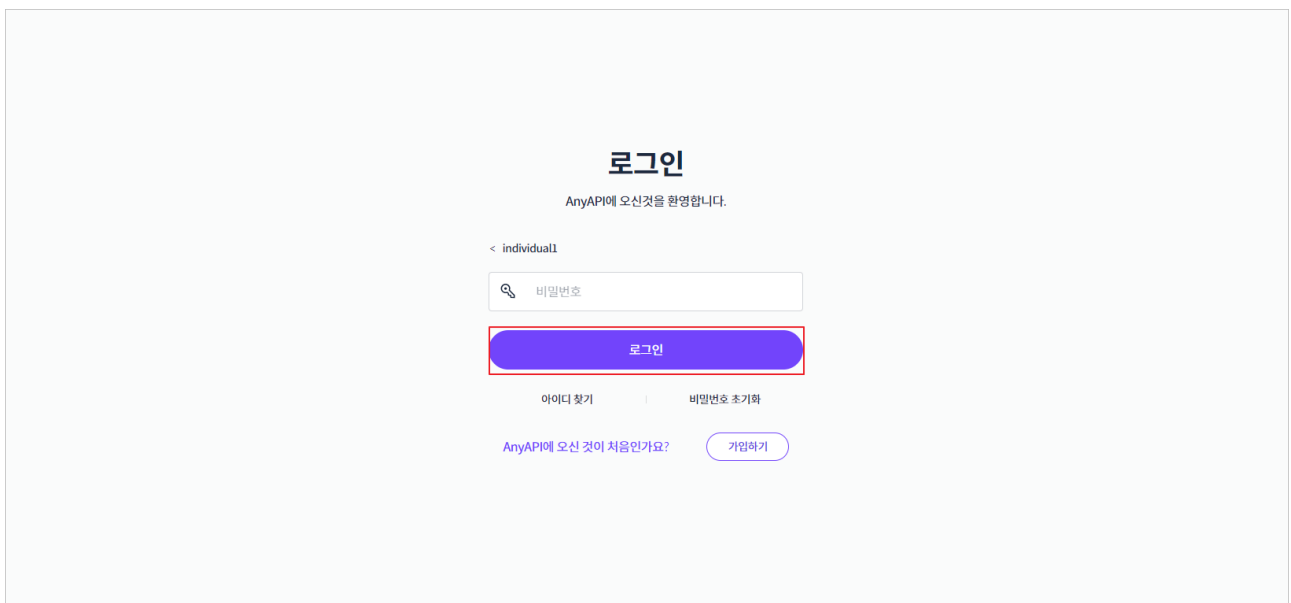 로그인
AnyAPI에 오신것을 환영합니다.
< individual1
비밀번호
로그인
아이디 찾기 | 비밀번호 초기화
AnyAPI에 오신 것이 처음인가요? 가입하기